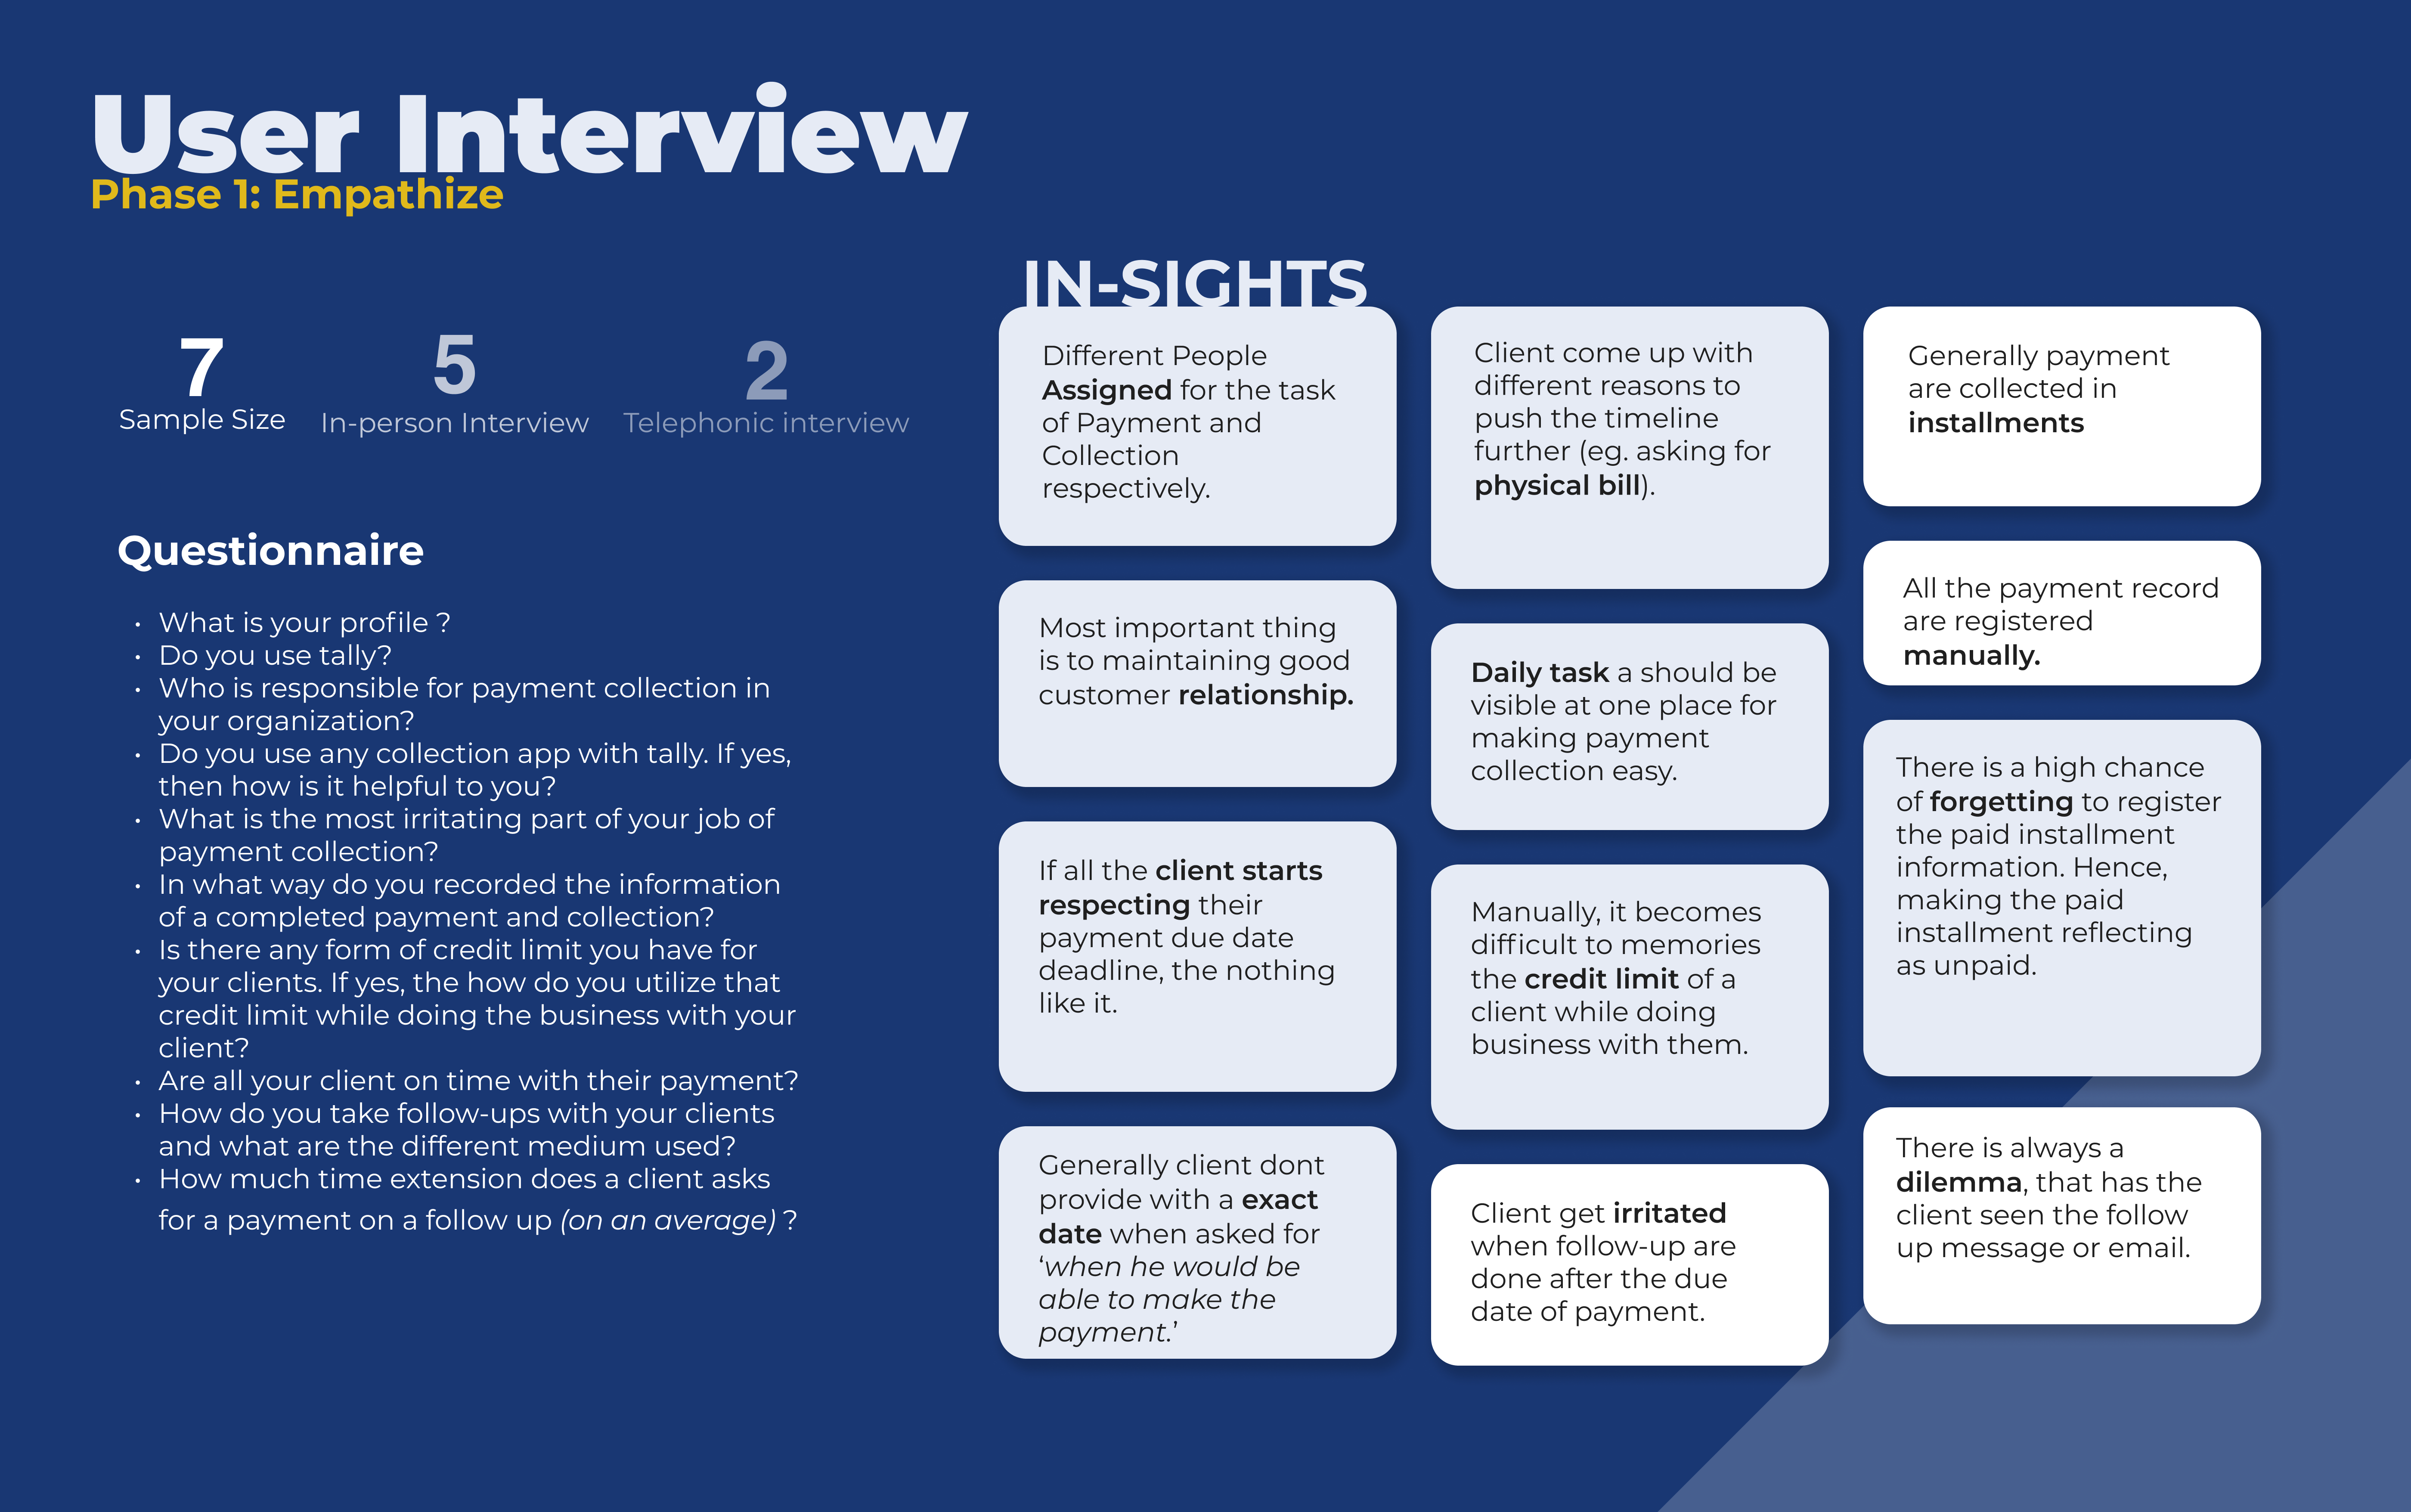 User Interview
Phase 1: Empathize
7
Sample Size
5
In-person Interview
2
Telephonic interview
Questionnaire
• What is your profile ?
• Do you use tally?
• Who is responsible for payment collection in
your organization?
• Do you use any collection app with tally. If yes,
then how is it helpful to you?
• What is the most irritating part of your job of
payment collection?
• In what way do you recorded the information
of a completed payment and collection?
• Is there any form of credit limit you have for
your clients. If yes, the how do you utilize that
credit limit while doing the business with your
client?
• Are all your client on time with their payment?
• How do you take follow-ups with your clients
and what are the different medium used?
• How much time extension does a client asks
for a payment on a follow up (on an average) ?
IN-SIGHTS
Different People
Assigned for the task
of Payment and
Collection
respectively.
Most important thing
is to maintaining good
customer relationship.
If all the client starts
respecting their
payment due date
deadline, the nothing
like it.
Generally client dont
provide with a exact
date when asked for
‘when he would be
able to make the
payment.’
Client come up with
different reasons to
push the timeline
further (eg. asking for
physical bill).
Daily task a should be
visible at one place for
making payment
collection easy.
Manually, it becomes
difficult to memories
the credit limit of a
client while doing
business with them.
Client get irritated
when follow-up are
done after the due
date of payment.
Generally payment
are collected in
installments
All the payment record
are registered
manually.
There is a high chance
of forgetting to register
the paid installment
information. Hence,
making the paid
installment reflecting
as unpaid.
There is always a
dilemma, that has the
client seen the follow
up message or email.